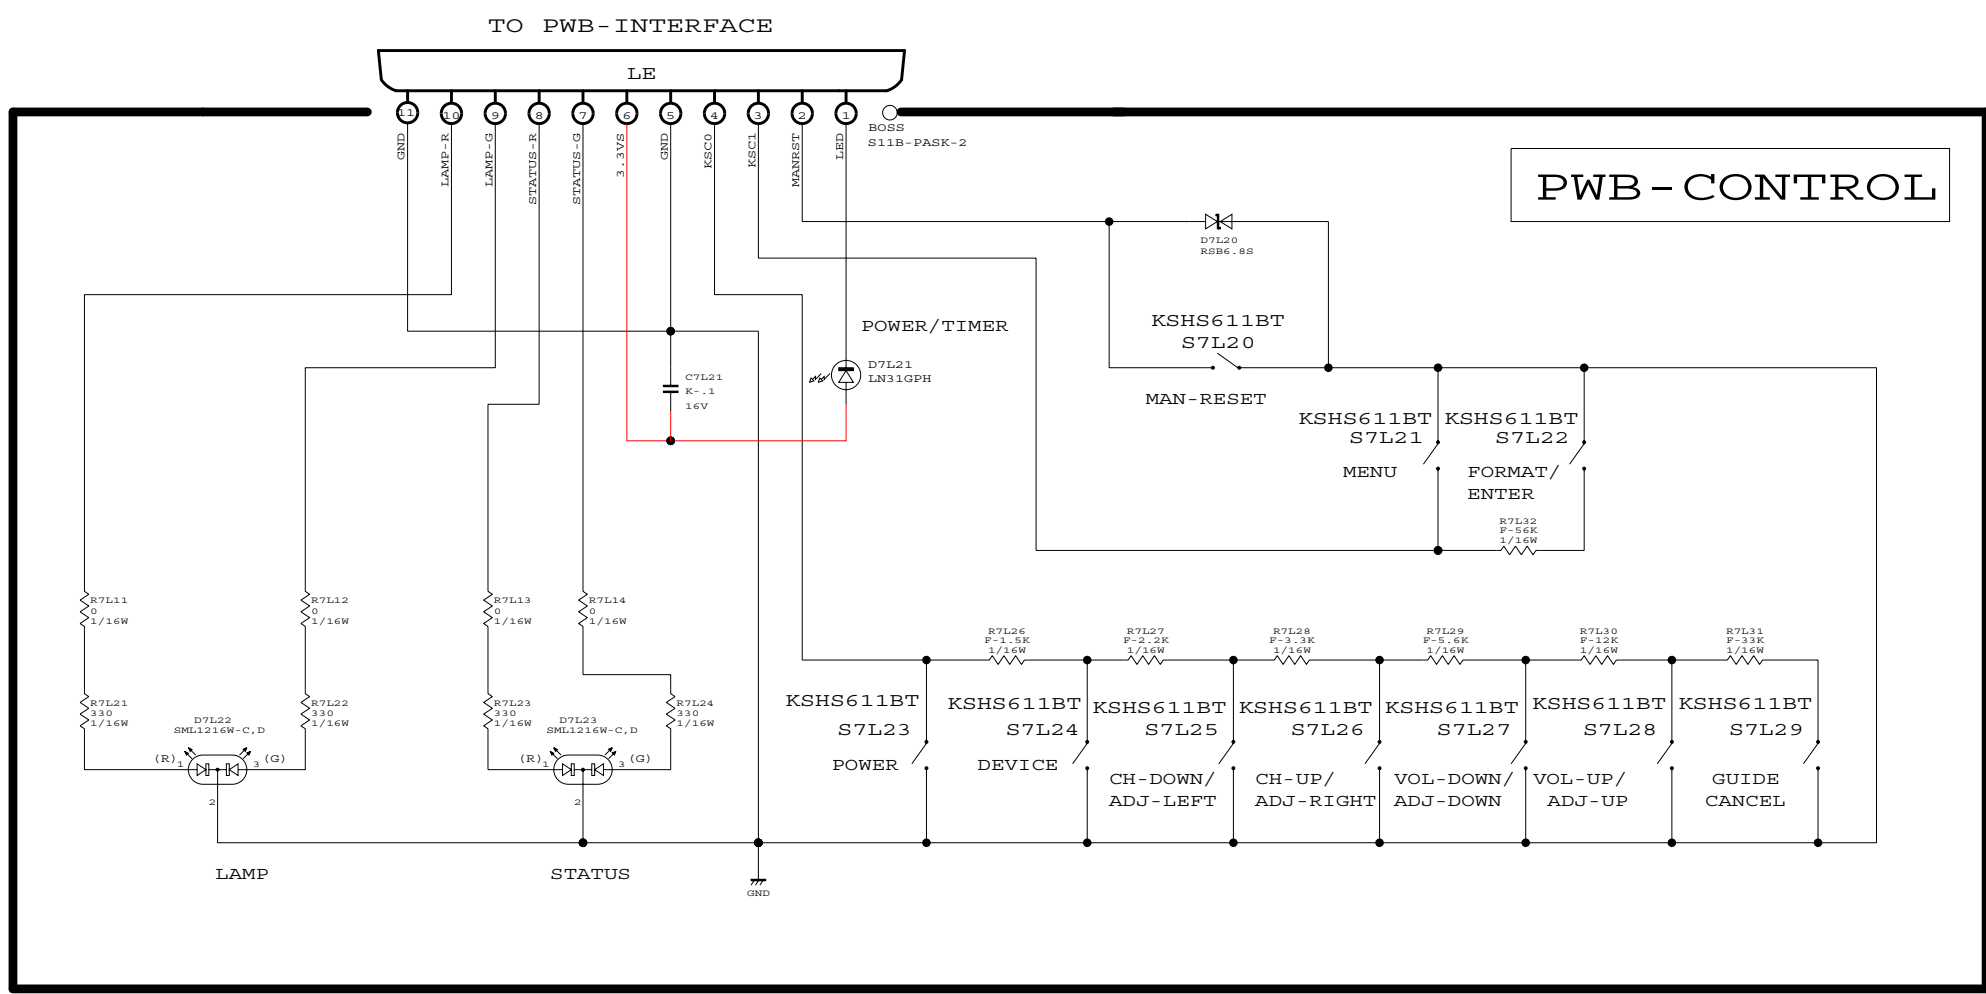 TO PWB-INTERFACE
LE
11 10 9 8 7 6 5 4 3 2 1
BOSS
S11B-PASK-2
GND
LAMP-R
LAMP-G
STATUS-R
STATUS-G
3.3VS
GND
KSC0
KSC1
MANRST
LED
PWB-CONTROL
D7L20
RSB6.8S
KSHS611BT
S7L20
MAN-RESET
POWER/TIMER
D7L21
LN31GPH
C7L21
K-.1
16V
KSHS611BT
S7L21
MENU
KSHS611BT
S7L22
FORMAT/
ENTER
R7L32
F-56K
1/16W
R7L11
0
1/16W
R7L12
0
1/16W
R7L13
0
1/16W
R7L14
0
1/16W
R7L26
F-1.5K
1/16W
R7L27
F-2.2K
1/16W
R7L28
F-3.3K
1/16W
R7L29
F-5.6K
1/16W
R7L30
F-12K
1/16W
R7L31
F-33K
1/16W
R7L21
330
1/16W
D7L22
SML1216W-C,D
(R) 1
3 (G)
2
R7L22
330
1/16W
R7L23
330
1/16W
D7L23
SML1216W-C,D
(R) 1
3 (G)
2
R7L24
330
1/16W
KSHS611BT
S7L23
POWER
KSHS611BT
S7L24
DEVICE
KSHS611BT
S7L25
CH-DOWN/
ADJ-LEFT
KSHS611BT
S7L26
CH-UP/
ADJ-RIGHT
KSHS611BT
S7L27
VOL-DOWN/
ADJ-DOWN
KSHS611BT
S7L28
VOL-UP/
ADJ-UP
KSHS611BT
S7L29
GUIDE
CANCEL
LAMP
STATUS
GND